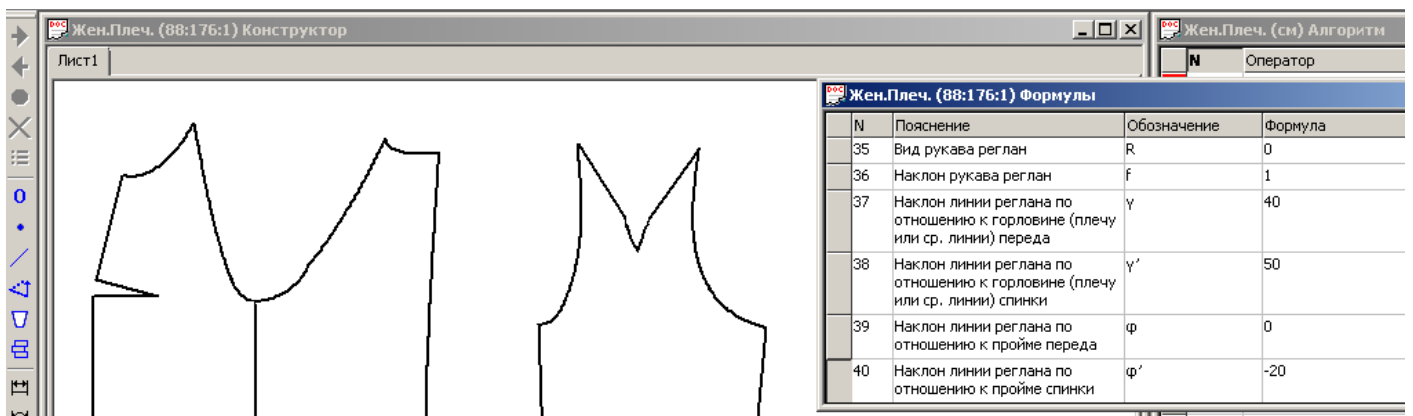 Жен.Плеч. (88:176:1) Конструктор
Жен.Плеч. (см) Алгоритм
Лист1
N Оператор
Жен.Плеч. (88:176:1) Формулы
N Пояснение Обозначение Формула
35 Вид рукава реглан R 0
36 Наклон рукава реглан f 1
37 Наклон линии реглана по γ 40
отношению к горловине (плечу
или ср. линии) переда
38 Наклон линии реглана по γ′ 50
отношению к горловине (плечу
или ср. линии) спинки
39 Наклон линии реглана по φ 0
отношению к пройме переда
40 Наклон линии реглана по φ′ -20
отношению к пройме спинки